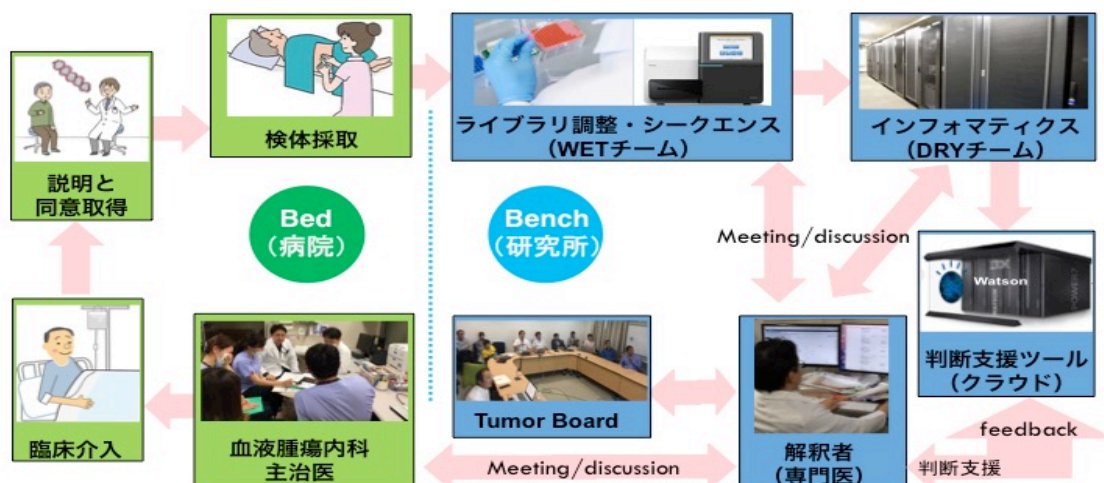 説明と
同意取得
検体採取
ライブラリ調整・シークエンス
（WETチーム）
インフォマティクス
（DRYチーム）
Bed
（病院）
Bench
（研究所）
Meeting/discussion
Watson
判断支援ツール
（クラウド）
臨床介入
血液腫瘍内科
主治医
Tumor Board
Meeting/discussion
解釈者
（専門医）
feedback
判断支援